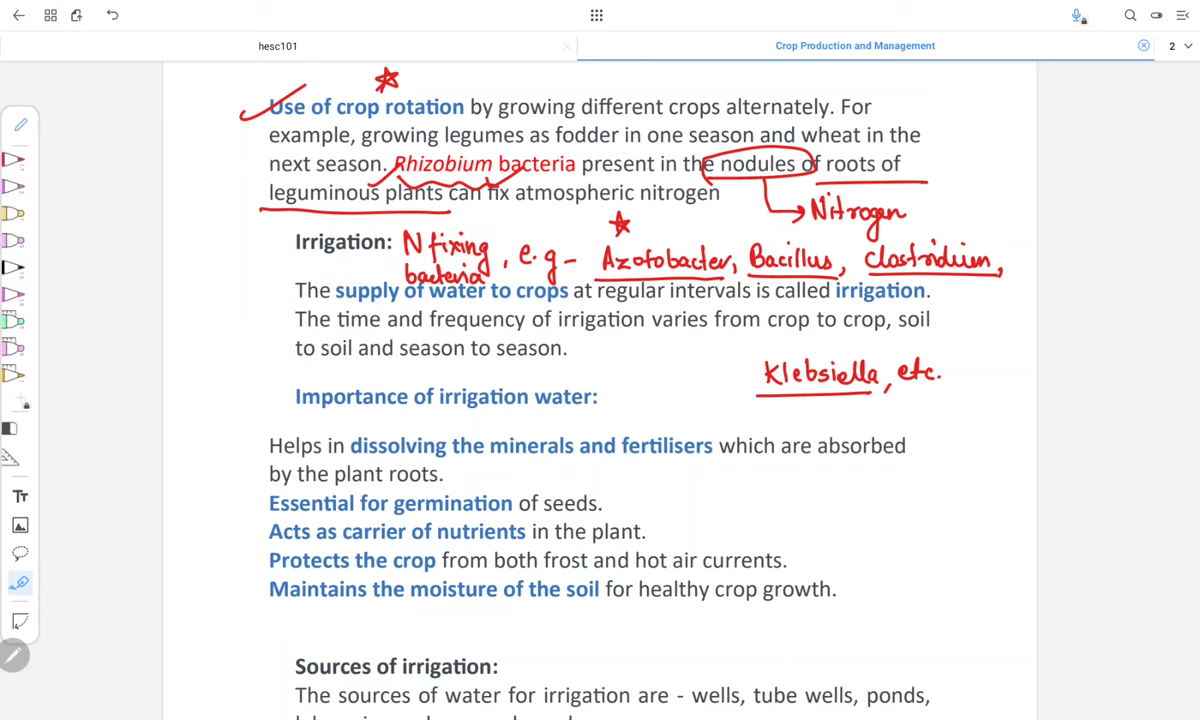 hesc101
Crop Production and Management
2
Use of crop rotation by growing different crops alternately. For
example, growing legumes as fodder in one season and wheat in the
next season. Rhizobium bacteria present in the nodules of roots of
leguminous plants can fix atmospheric nitrogen
Nitrogen
Irrigation: N fixing bacteria, e.g - Azotobacter, Bacillus, Clostridium,
The supply of water to crops at regular intervals is called irrigation.
The time and frequency of irrigation varies from crop to crop, soil
to soil and season to season.
Klebsiella, etc.
Importance of irrigation water:
Helps in dissolving the minerals and fertilisers which are absorbed
by the plant roots.
Essential for germination of seeds.
Acts as carrier of nutrients in the plant.
Protects the crop from both frost and hot air currents.
Maintains the moisture of the soil for healthy crop growth.
TT
Sources of irrigation:
The sources of water for irrigation are - wells, tube wells, ponds,